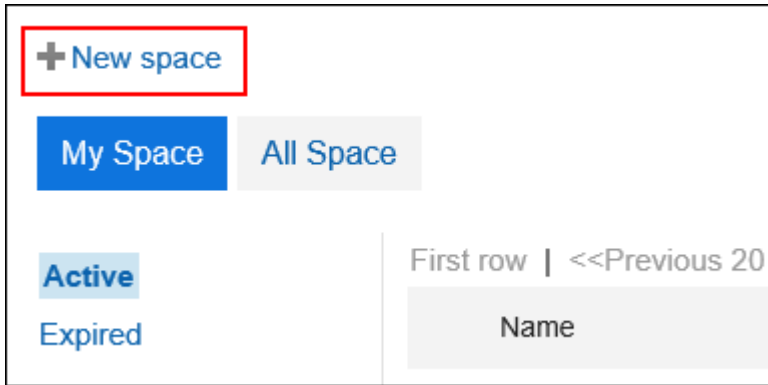 New space
My Space All Space
Active
Expired
First row | <<Previous 20
Name